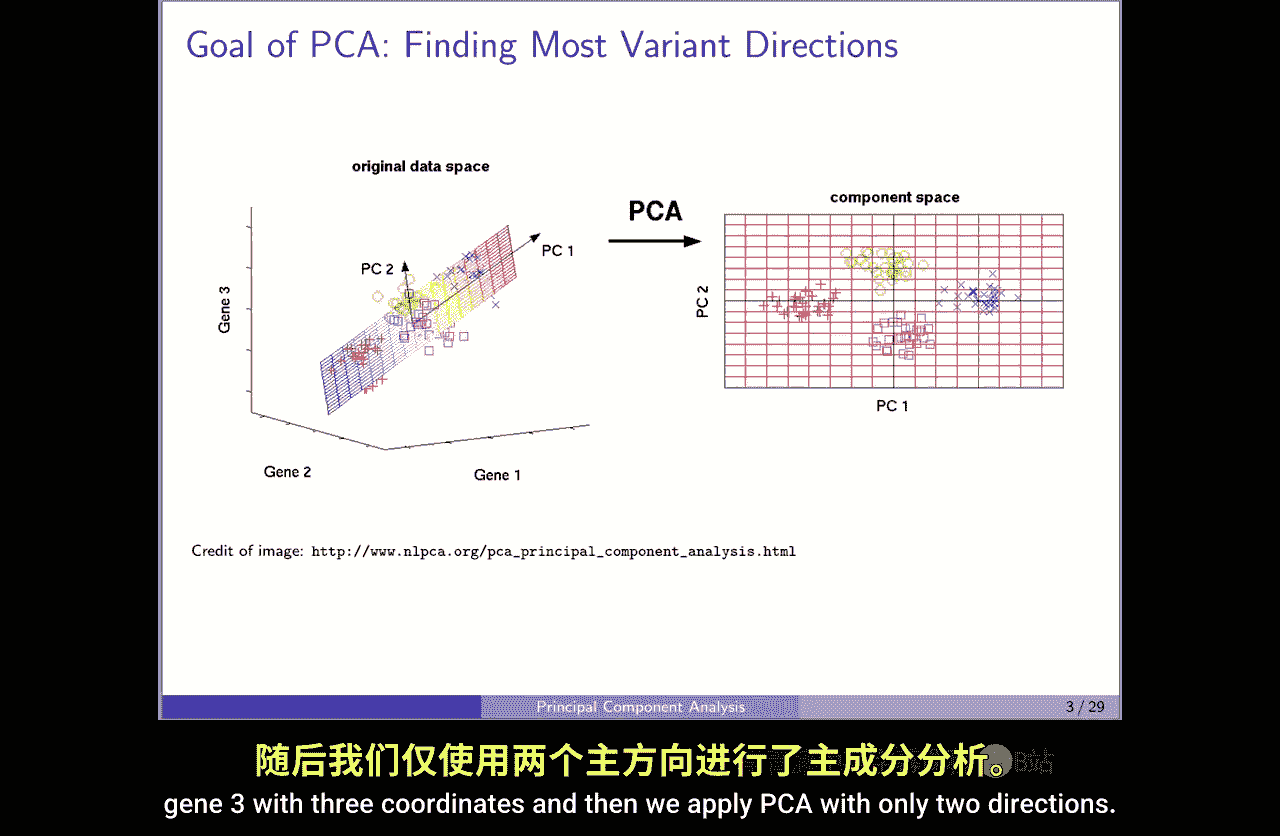 Goal of PCA: Finding Most Variant Directions
original data space
PCA
component space
PC 1
PC 2
Gene 3
PC 2
Gene 2
Gene 1
PC 1
Credit of image: http://www.nlpca.org/pca_principal_component_analysis.html
Principal Component Analysis
3 / 29
随后我们仅使用两个主方向进行了主成分分析。
B站
gene 3 with three coordinates and then we apply PCA with only two directions.